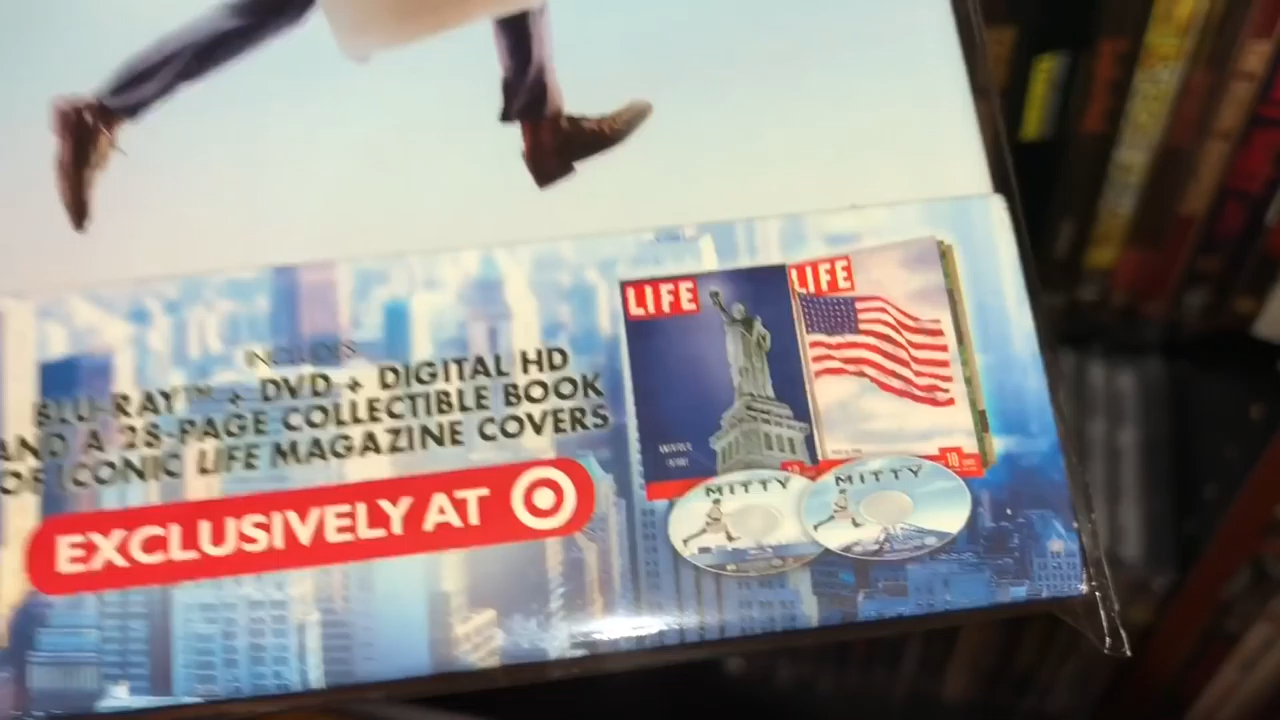 INCLUDES
BLU-RAY™ + DVD + DIGITAL HD
AND A 28-PAGE COLLECTIBLE BOOK
OF ICONIC LIFE MAGAZINE COVERS
EXCLUSIVELY AT
LIFE
LIFE
10
MITTY
MITTY